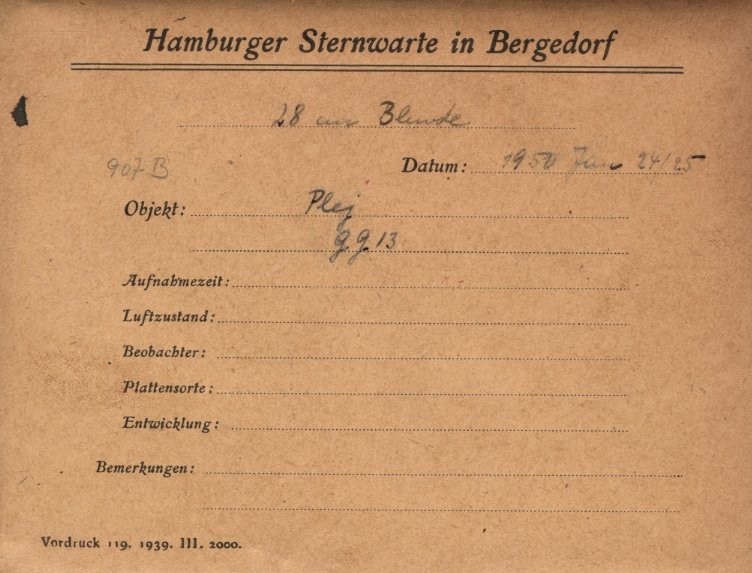 Hamburger Sternwarte in Bergedorf
28 cm Blende
907 B
Datum: 1950 Jan 24/25
Objekt: Plej
g.g. 13
Aufnahmezeit:
Luftzustand:
Beobachter:
Plattensorte:
Entwicklung:
Bemerkungen:
Vordruck 119. 1939. III. 2000.